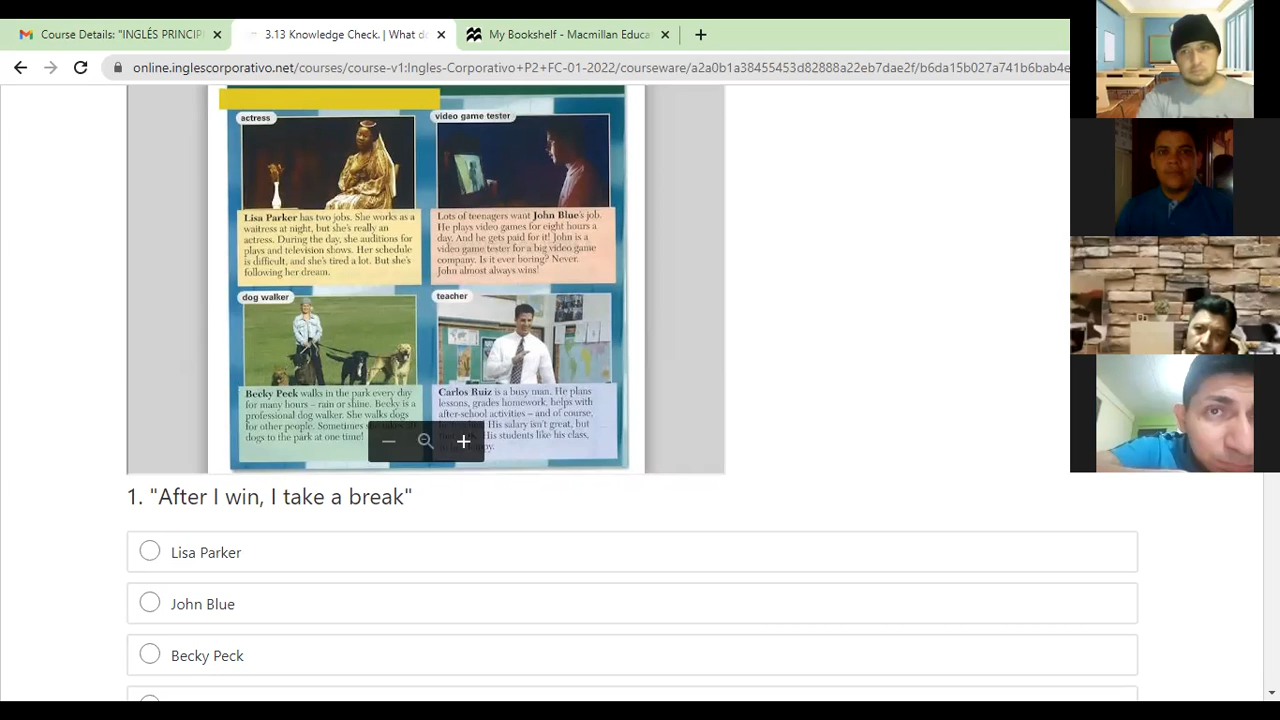 Course Details: "INGLÉS PRINCIPI
3.13 Knowledge Check. | What do
My Bookshelf - Macmillan Educa
online.inglescorporativo.net/courses/course-v1:Ingles-Corporativo+P2+FC-01-2022/courseware/a2a0b1a38455453d82888a22eb7dae2f/b6da15b027a741b6bab4e
actress
Lisa Parker has two jobs. She works as a
waitress at night, but she's really an
actress. During the day, she auditions for
plays and television shows. Her schedule
is difficult, and she's tired a lot. But she's
following her dream.
video game tester
Lots of teenagers want John Blue's job.
He plays video games for eight hours a
day. And he gets paid for it! John is a
video game tester for a big video game
company. Is it ever boring? Never.
John almost always wins!
dog walker
Becky Peck walks in the park every day
for many hours – rain or shine. Becky is a
professional dog walker. She walks dogs
for other people. Sometimes she
dogs to the park at one time!
teacher
Carlos Ruiz is a busy man. He plans
lessons, grades homework, helps with
after-school activities – and of course,
His salary isn't great, but
His students like his class,
1. "After I win, I take a break"
Lisa Parker
John Blue
Becky Peck